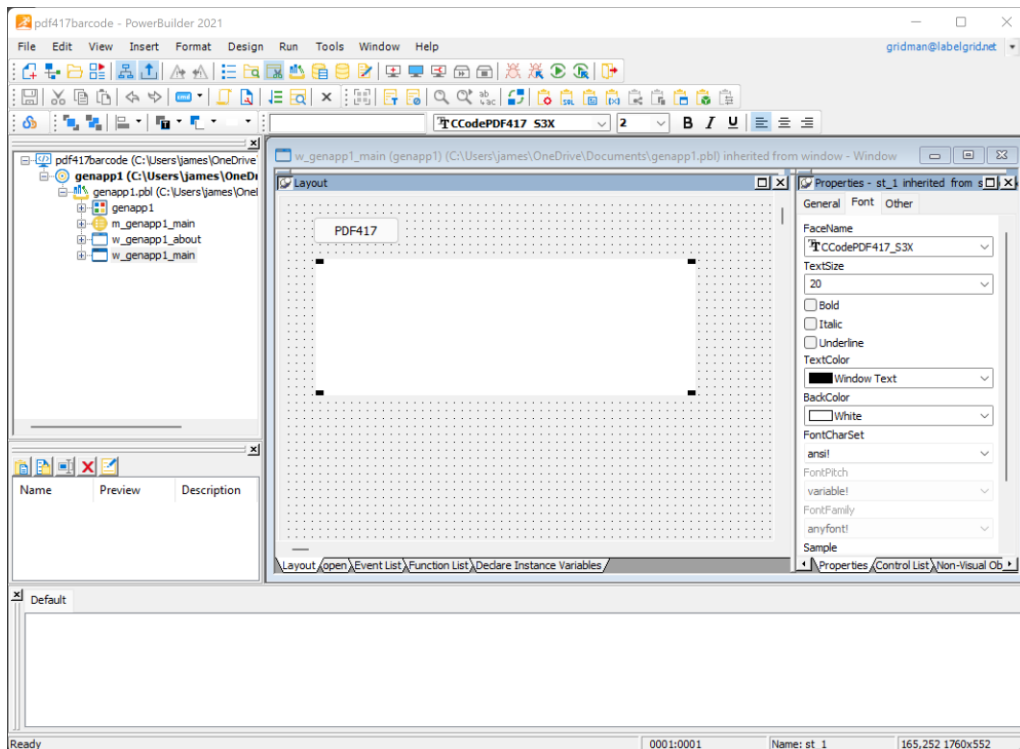 pdf417barcode - PowerBuilder 2021
File Edit View Insert Format Design Run Tools Window Help
gridman@labelgrid.net
CCodePDF417_S3X 2 B I U
pdf417barcode (C:\Users\james\OneDrive
genapp1 (C:\Users\james\OneDr
genapp1.pbl (C:\Users\james\Onel
genapp1
m_genapp1_main
w_genapp1_about
w_genapp1_main
Name Preview Description
w_genapp1_main (genapp1) (C:\Users\james\OneDrive\Documents\genapp1.pbl) inherited from window - Window
Layout
PDF417
Layout open Event List Function List Declare Instance Variables
Properties - st_1 inherited from s
General Font Other
FaceName
CCodePDF417_S3X
TextSize
20
Bold
Italic
Underline
TextColor
Window Text
BackColor
White
FontCharSet
ansi!
FontPitch
variable!
FontFamily
anyfont!
Sample
Properties Control List Non-Visual Ob
Default
Ready 0001:0001 Name: st_1 165,252 1760x552